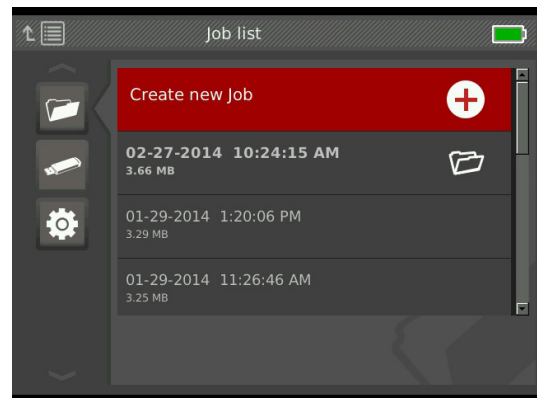 Job list
Create new Job
02-27-2014 10:24:15 AM
3.66 MB
01-29-2014 1:20:06 PM
3.29 MB
01-29-2014 11:26:46 AM
3.25 MB